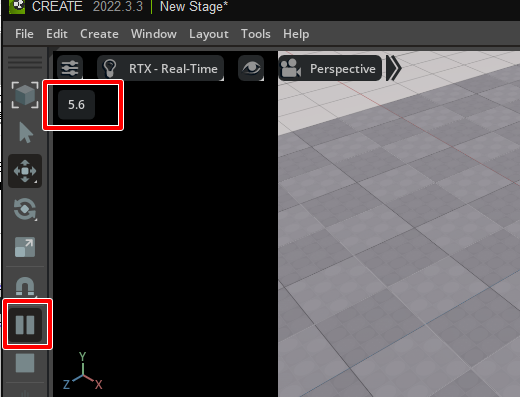 CREATE 2022.3.3 | New Stage*
File Edit Create Window Layout Tools Help
RTX - Real-Time Perspective
5.6
Y
Z X